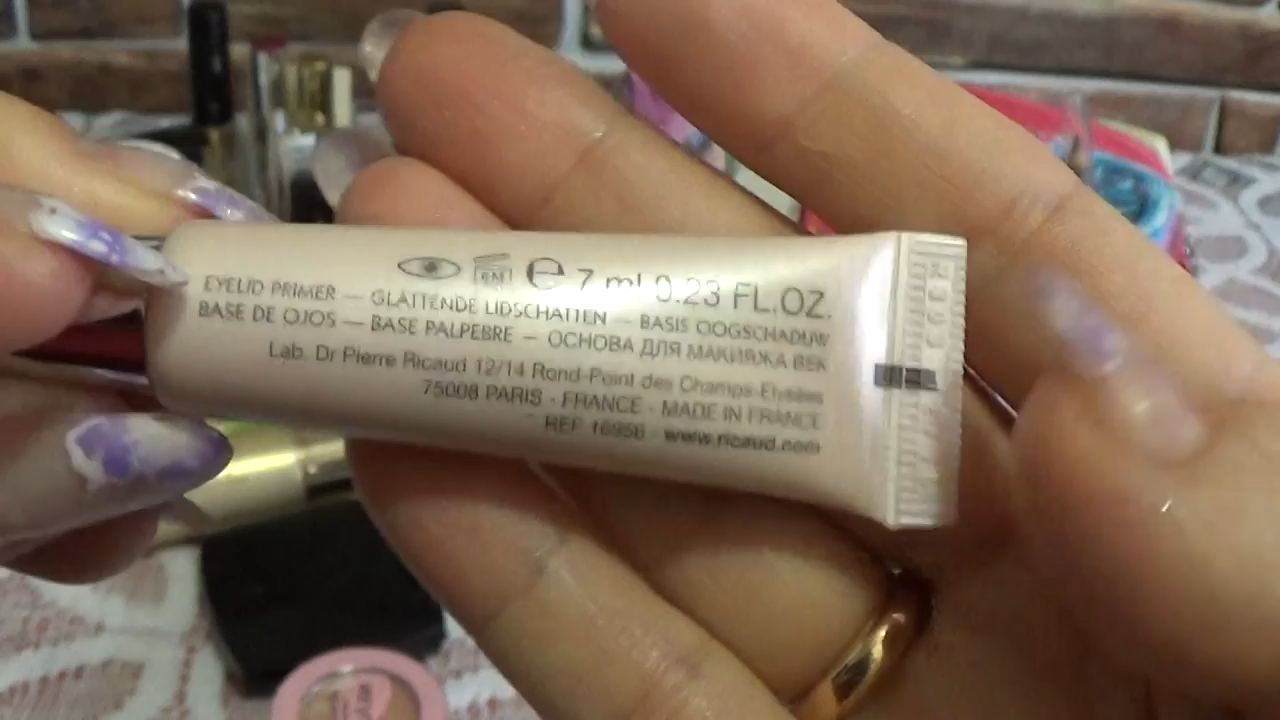 6M e 7 ml 0.23 FL.OZ.
EYELID PRIMER — GLÄTTENDE LIDSCHATTEN — BASIS OOGSCHADUW
BASE DE OJOS — BASE PALPEBRE — ОСНОВА ДЛЯ МАКИЯЖА ВЕК
Lab. Dr Pierre Ricaud 12/14 Rond-Point des Champs-Elysées
75008 PARIS - FRANCE - MADE IN FRANCE
REF 16956 - www.ricaud.com